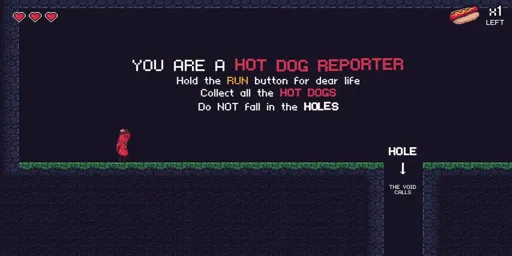 x1
LEFT
YOU ARE A HOT DOG REPORTER
Hold the RUN button for dear life
Collect all the HOT DOGS
Do NOT fall in the HOLES
HOLE
THE VOID
CALLS